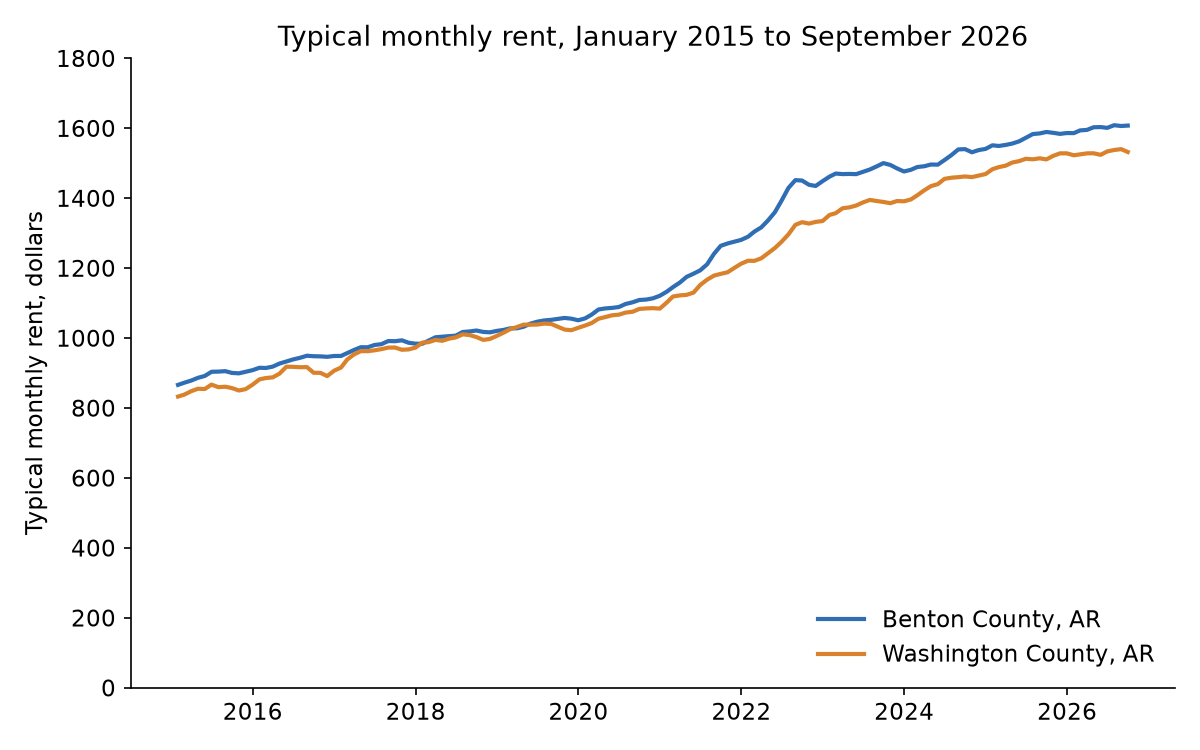 Typical monthly rent, January 2015 to September 2026
Typical monthly rent, dollars
1800
1600
1400
1200
1000
800
600
400
200
0
2016 2018 2020 2022 2024 2026
Benton County, AR
Washington County, AR